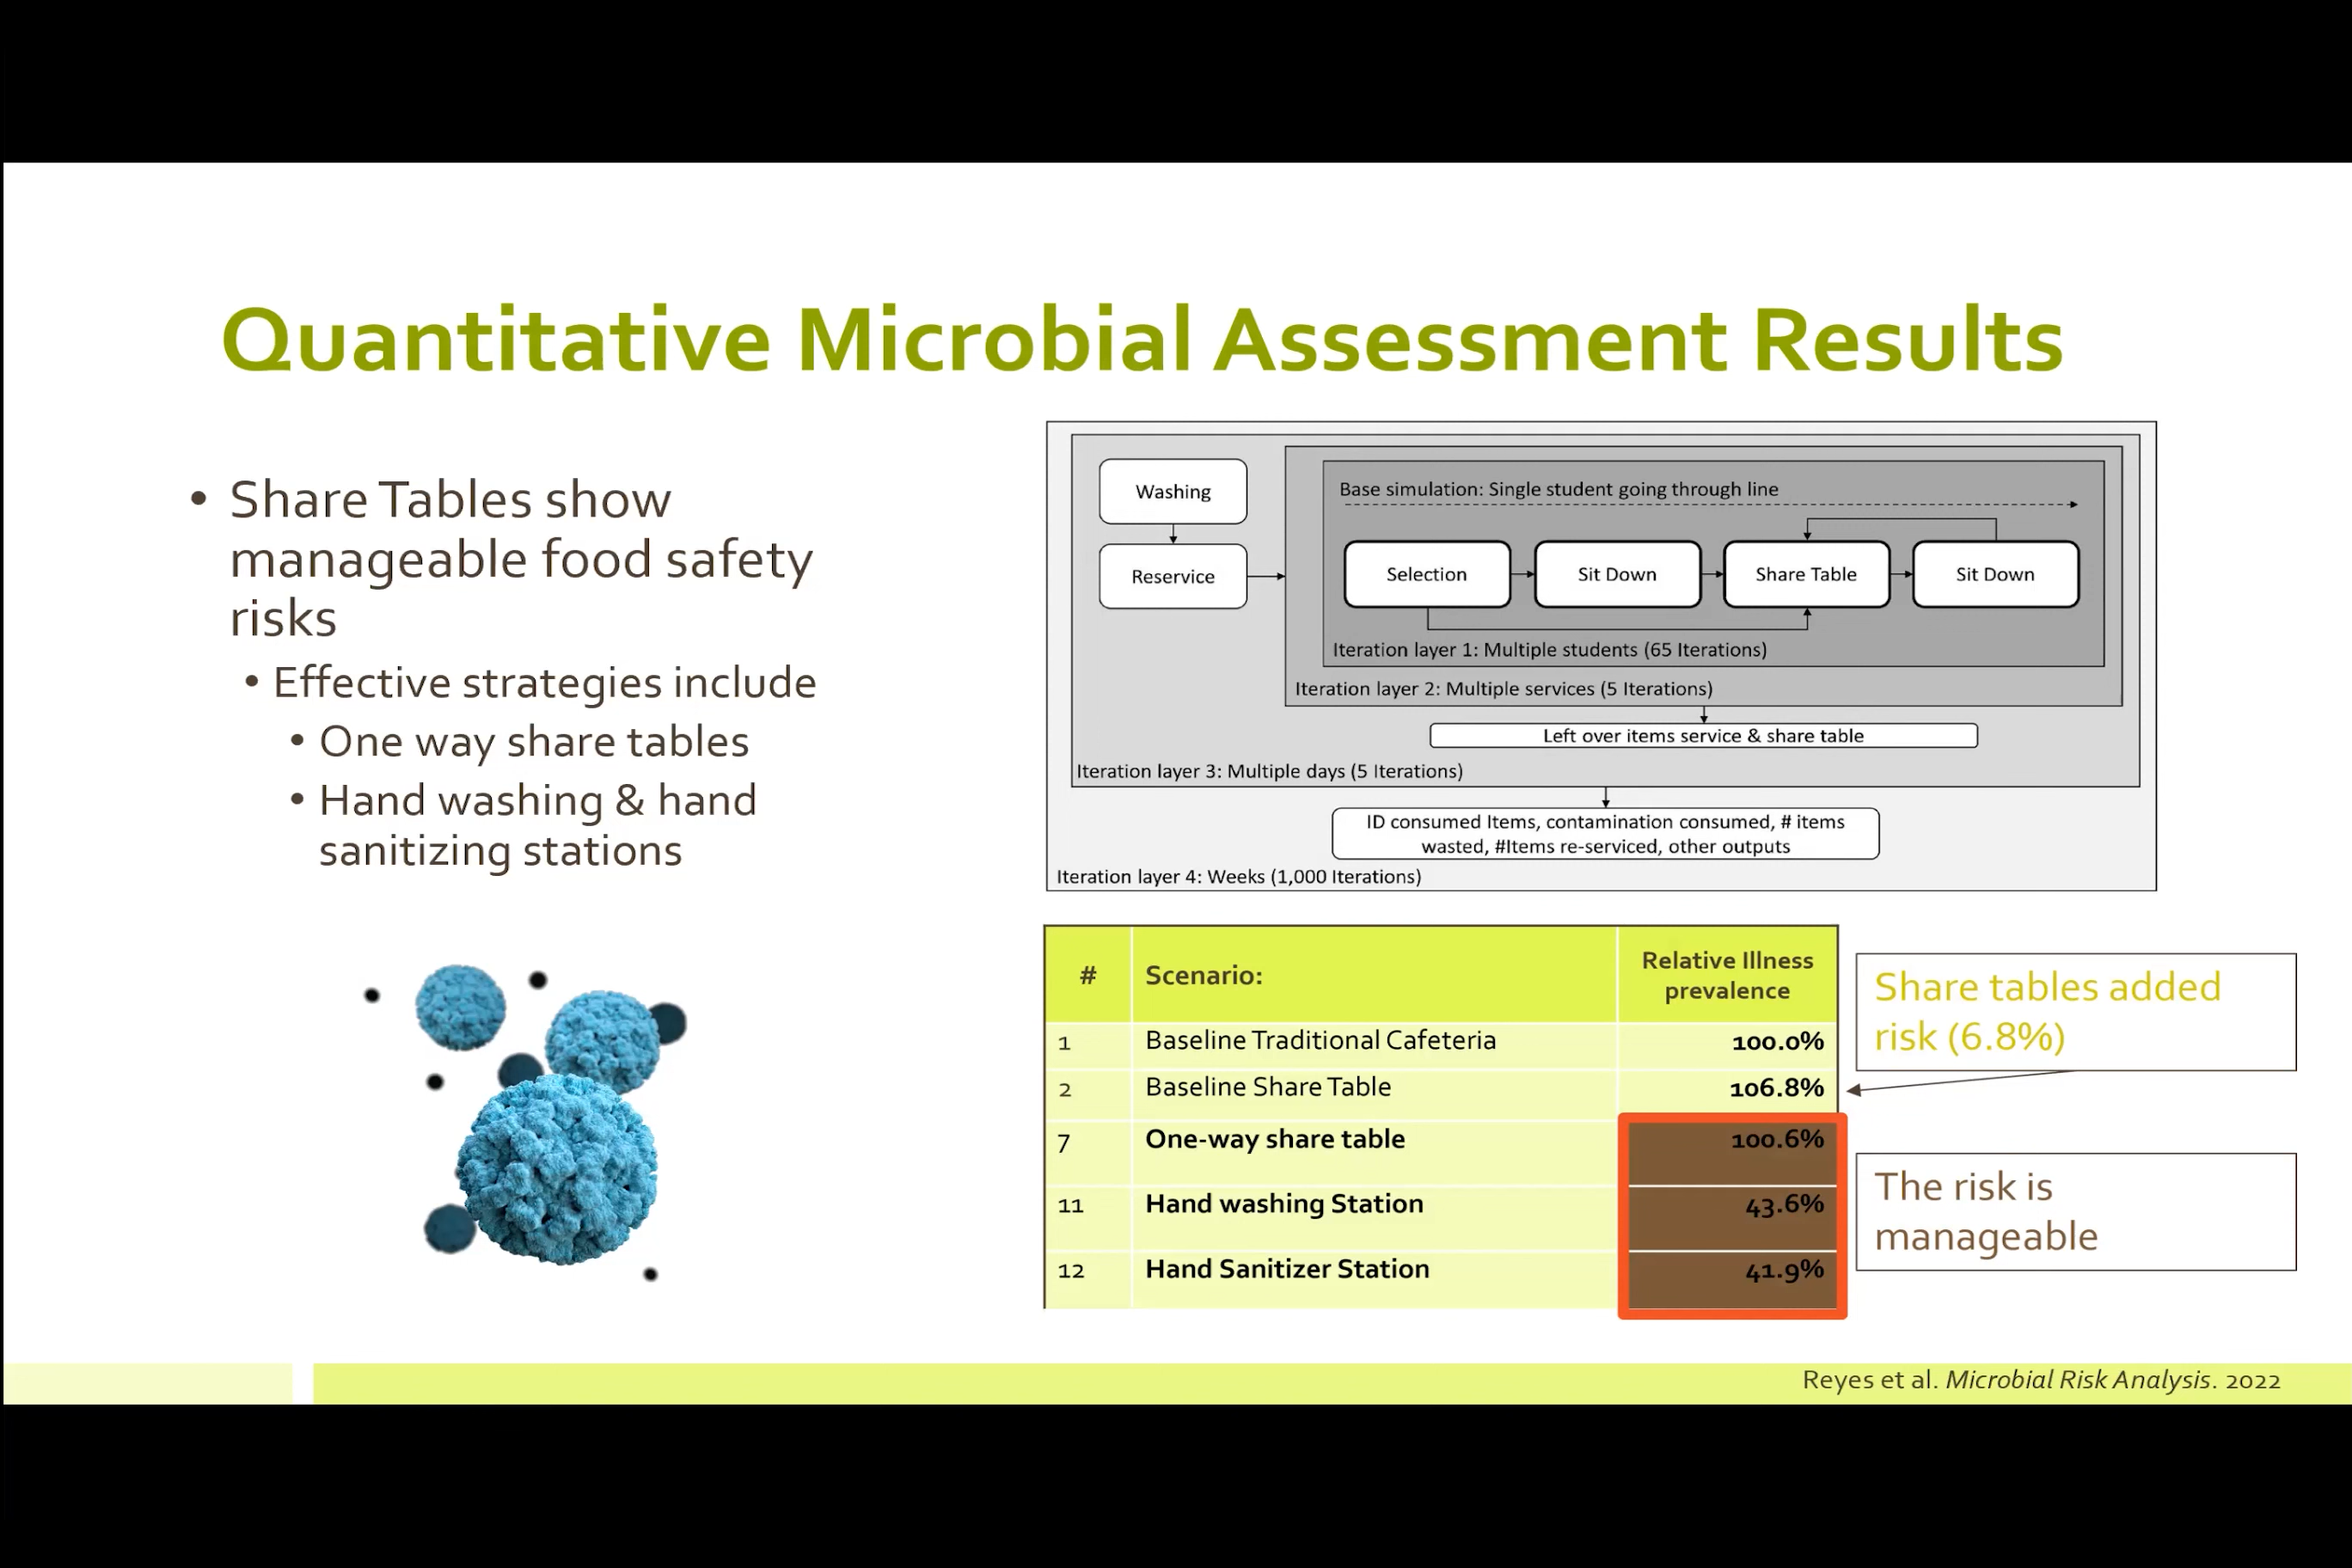 Quantitative Microbial Assessment Results
• Share Tables show
manageable food safety
risks
• Effective strategies include
• One way share tables
• Hand washing & hand
sanitizing stations
Washing
Reservice
Base simulation: Single student going through line
Selection
Sit Down
Share Table
Sit Down
Iteration layer 1: Multiple students (65 Iterations)
Iteration layer 2: Multiple services (5 Iterations)
Left over items service & share table
Iteration layer 3: Multiple days (5 Iterations)
ID consumed Items, contamination consumed, # items
wasted, #Items re-serviced, other outputs
Iteration layer 4: Weeks (1,000 Iterations)
# Scenario: Relative Illness
prevalence
1 Baseline Traditional Cafeteria 100.0%
2 Baseline Share Table 106.8%
7 One-way share table 100.6%
11 Hand washing Station 43.6%
12 Hand Sanitizer Station 41.9%
Share tables added
risk (6.8%)
The risk is
manageable
Reyes et al. Microbial Risk Analysis. 2022